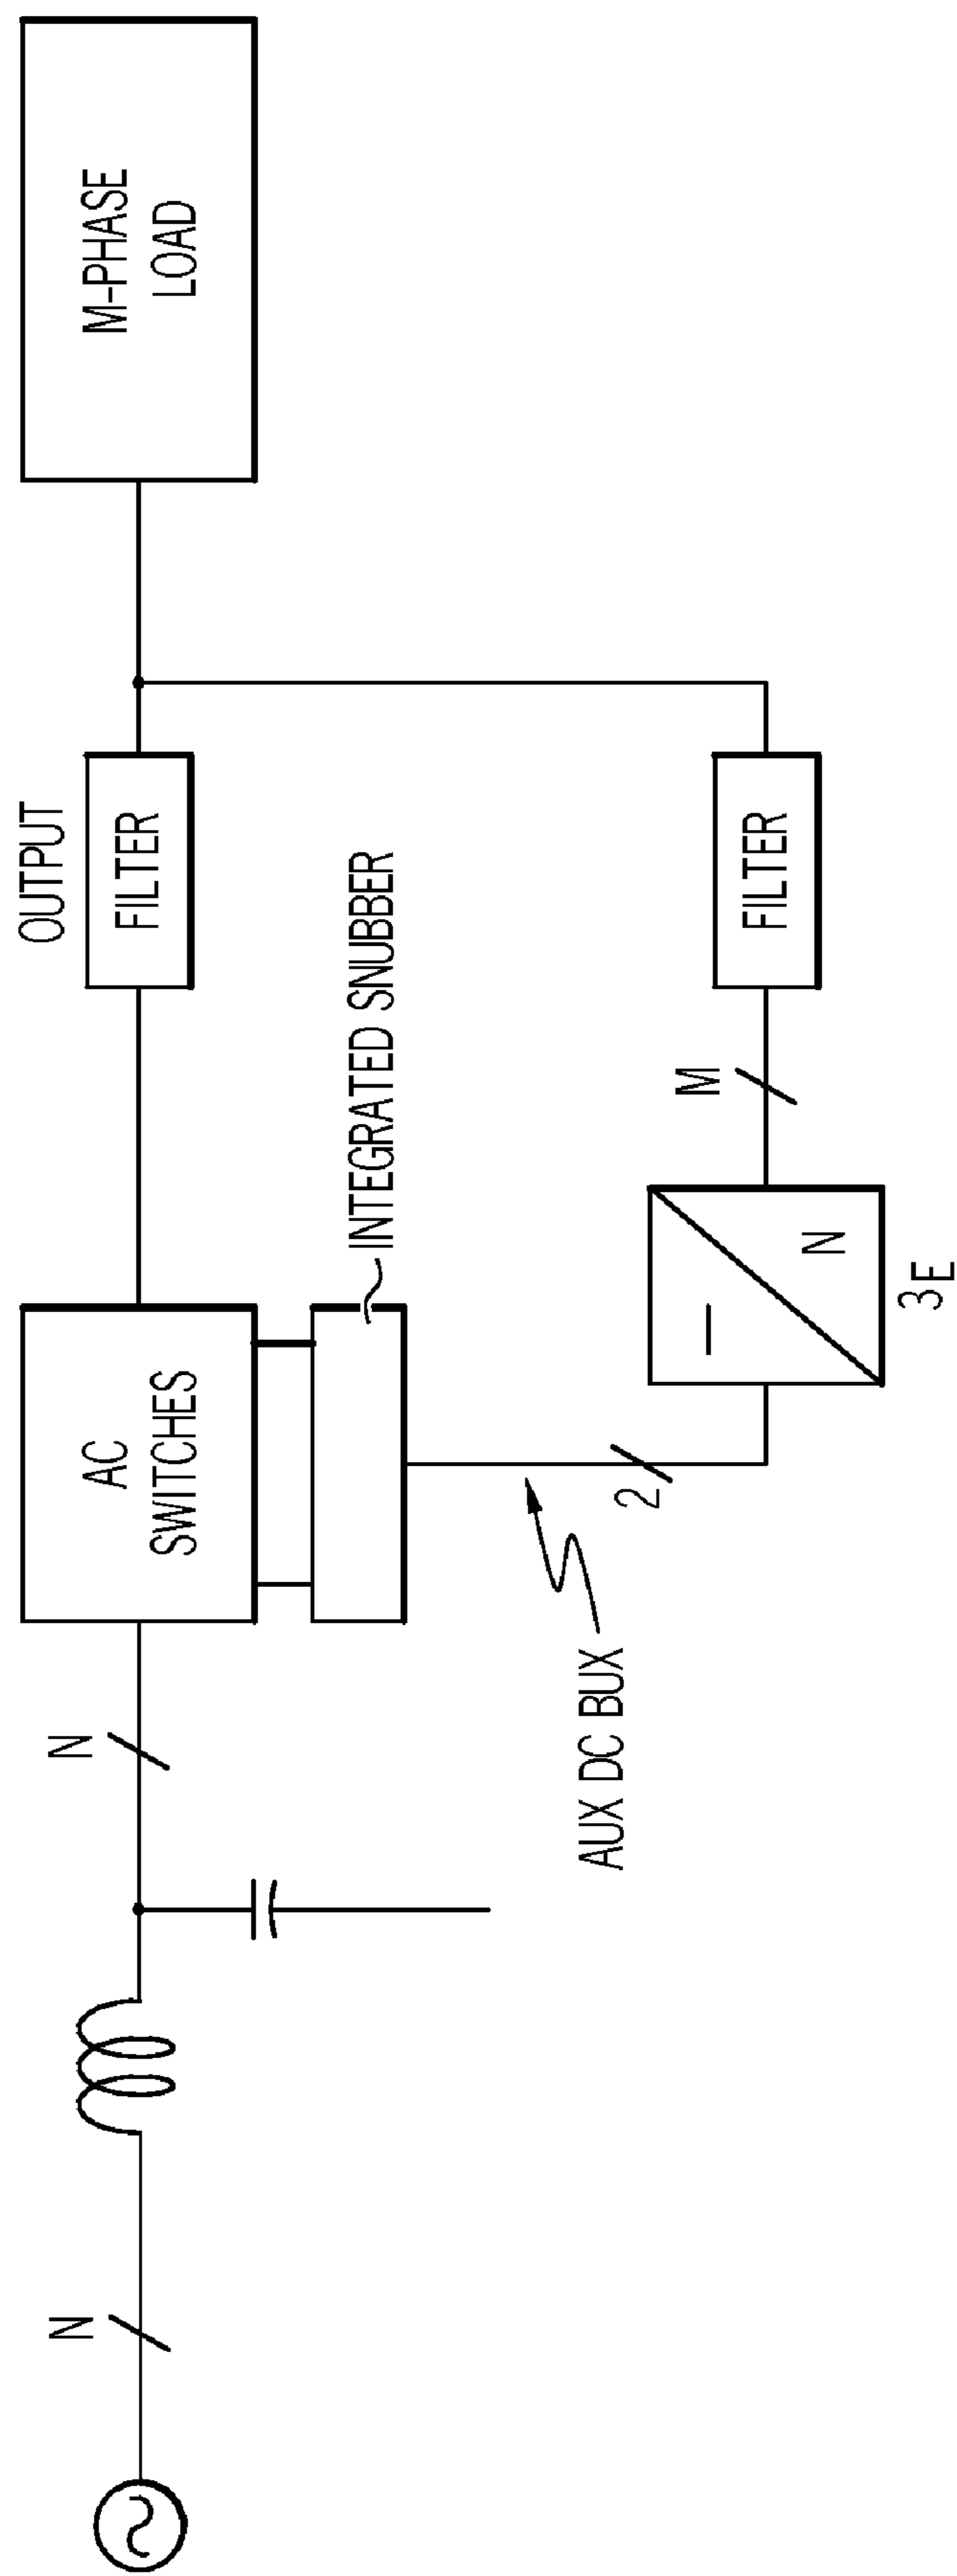 N
N
AC
SWITCHES
OUTPUT
FILTER
M-PHASE
LOAD
INTEGRATED SNUBBER
AUX DC BUX
2
N
3E
M
FILTER